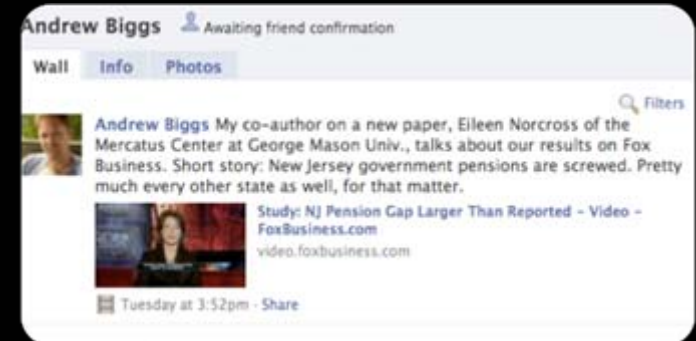 Andrew Biggs Awaiting friend confirmation
Wall Info Photos
Filters
Andrew Biggs My co-author on a new paper, Eileen Norcross of the
Mercatus Center at George Mason Univ., talks about our results on Fox
Business. Short story: New Jersey government pensions are screwed. Pretty
much every other state as well, for that matter.
Study: NJ Pension Gap Larger Than Reported - Video -
FoxBusiness.com
video.foxbusiness.com
Tuesday at 3:52pm · Share